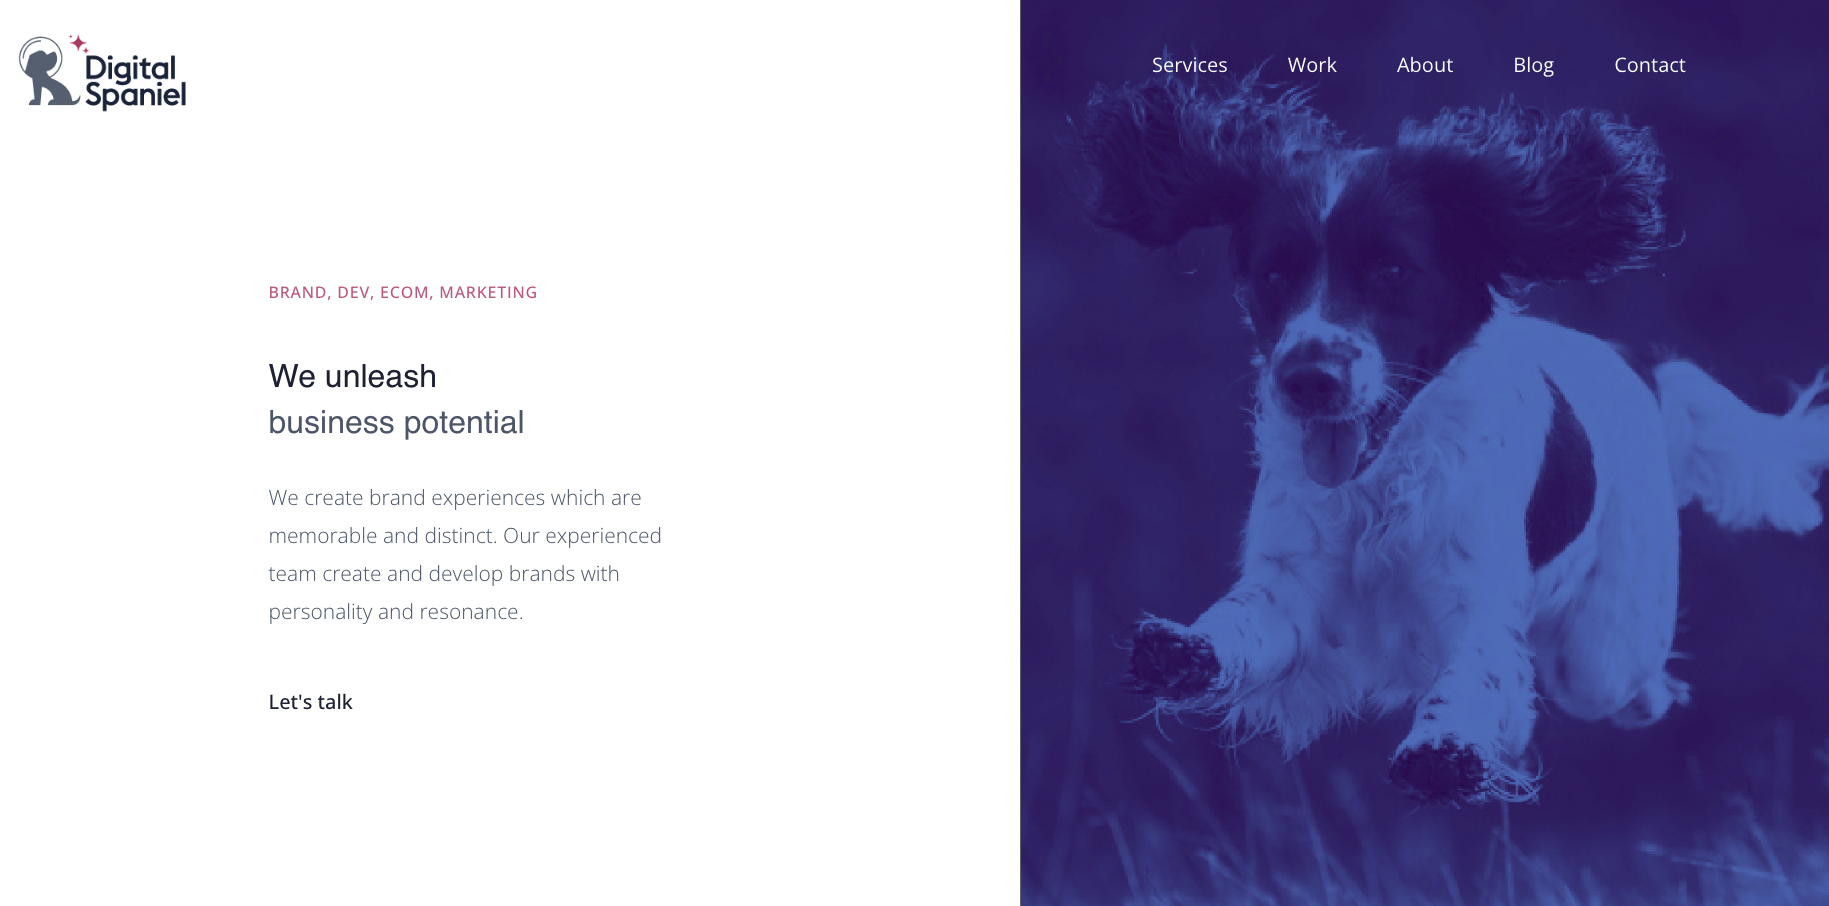 Digital
Spaniel
Services Work About Blog Contact
BRAND, DEV, ECOM, MARKETING
We unleash
business potential
We create brand experiences which are
memorable and distinct. Our experienced
team create and develop brands with
personality and resonance.
Let's talk